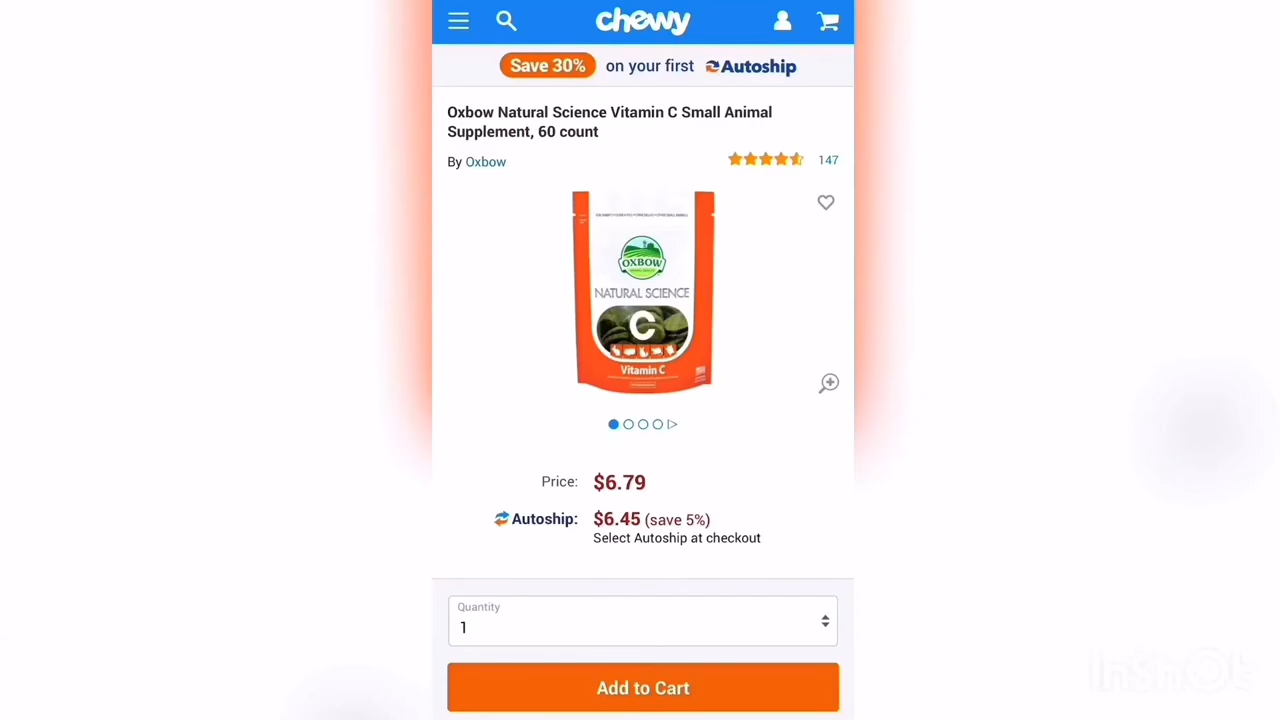 chewy
Save 30% on your first Autoship
Oxbow Natural Science Vitamin C Small Animal
Supplement, 60 count
By Oxbow
147
OXBOW
NATURAL SCIENCE
C
Vitamin C
Price: $6.79
Autoship: $6.45 (save 5%)
Select Autoship at checkout
Quantity
1
Add to Cart
InShOt